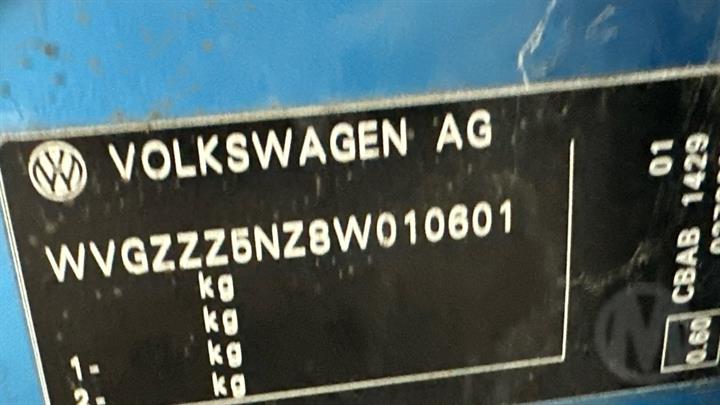 VOLKSWAGEN AG
WVGZZZ5NZ8W010601
kg
kg
1- kg
2- kg
01
CBAB 1429
0.60